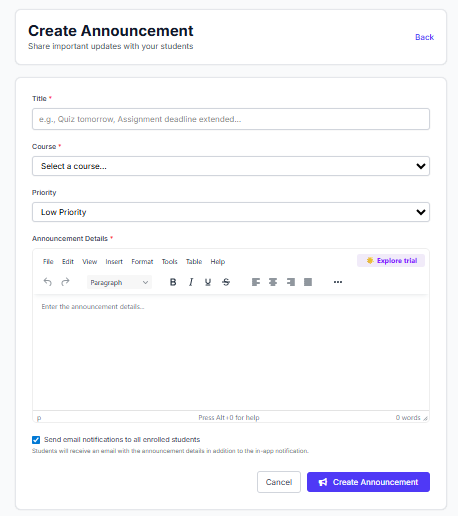 Create Announcement
Share important updates with your students
Back
Title *
e.g., Quiz tomorrow, Assignment deadline extended...
Course *
Select a course...
Priority
Low Priority
Announcement Details *
File Edit View Insert Format Tools Table Help
Explore trial
Paragraph B I U S
Enter the announcement details...
p Press Alt+0 for help 0 words
Send email notifications to all enrolled students
Students will receive an email with the announcement details in addition to the in-app notification.
Cancel Create Announcement